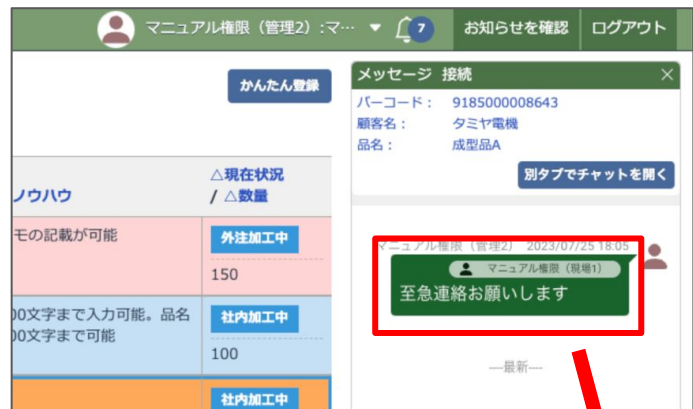 マニュアル権限（管理2）:マ… ▼ 7 お知らせを確認 ログアウト
かんたん登録
ノウハウ
△現在状況
/ △数量
モの記載が可能
外注加工中
150
00文字まで入力可能。品名
00文字まで可能
社内加工中
100
社内加工中
メッセージ 接続 ×
バーコード： 9185000008643
顧客名： タミヤ電機
品名： 成型品A
別タブでチャットを開く
マニュアル権限（管理2） 2023/07/25 18:05
マニュアル権限（現場1）
至急連絡お願いします
―最新―